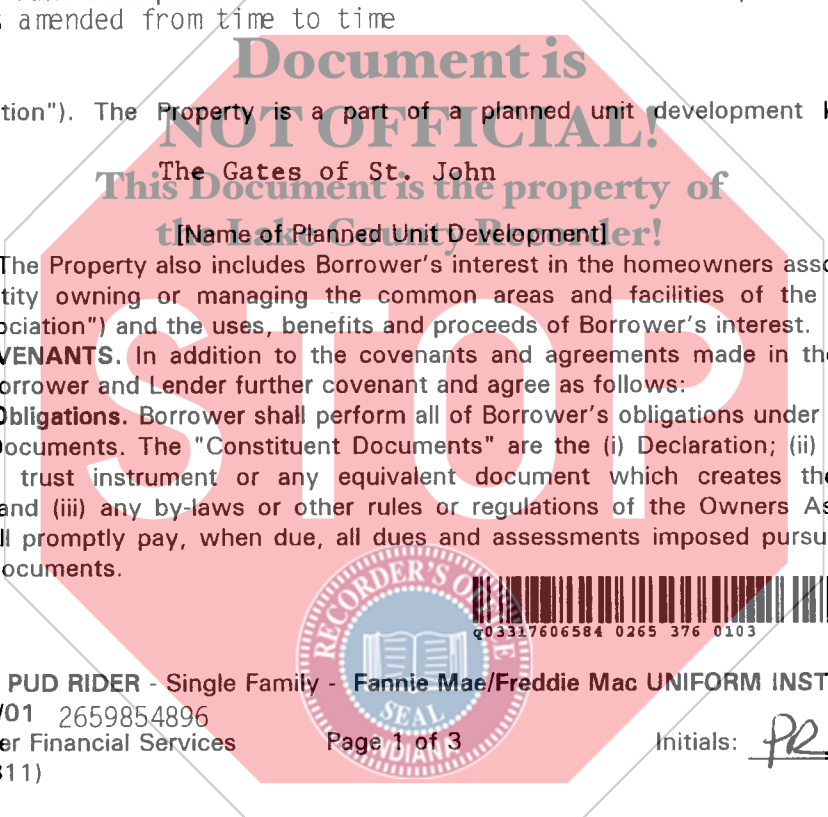 s amended from time to time
Document is
tion"). The Property is a part of a planned unit development
NOT OFFICIAL!
The Gates of St. John
This Document is the property of
the Lake County Recorder!
[Name of Planned Unit Development]
The Property also includes Borrower's interest in the homeowners asso
tity owning or managing the common areas and facilities of the
ociation") and the uses, benefits and proceeds of Borrower's interest.
VENANTS. In addition to the covenants and agreements made in the
orrower and Lender further covenant and agree as follows:
Obligations. Borrower shall perform all of Borrower's obligations under
Documents. The "Constituent Documents" are the (i) Declaration; (ii)
trust instrument or any equivalent document which creates the
and (iii) any by-laws or other rules or regulations of the Owners As
ll promptly pay, when due, all dues and assessments imposed pursu
ocuments.
STOP
RECORDER'S OFFICE
SEAL
INDIANA
q03317606584 0265 376 0103
PUD RIDER - Single Family - Fannie Mae/Freddie Mac UNIFORM INST
/01 2659854896
er Financial Services Page 1 of 3 Initials: PR
311)